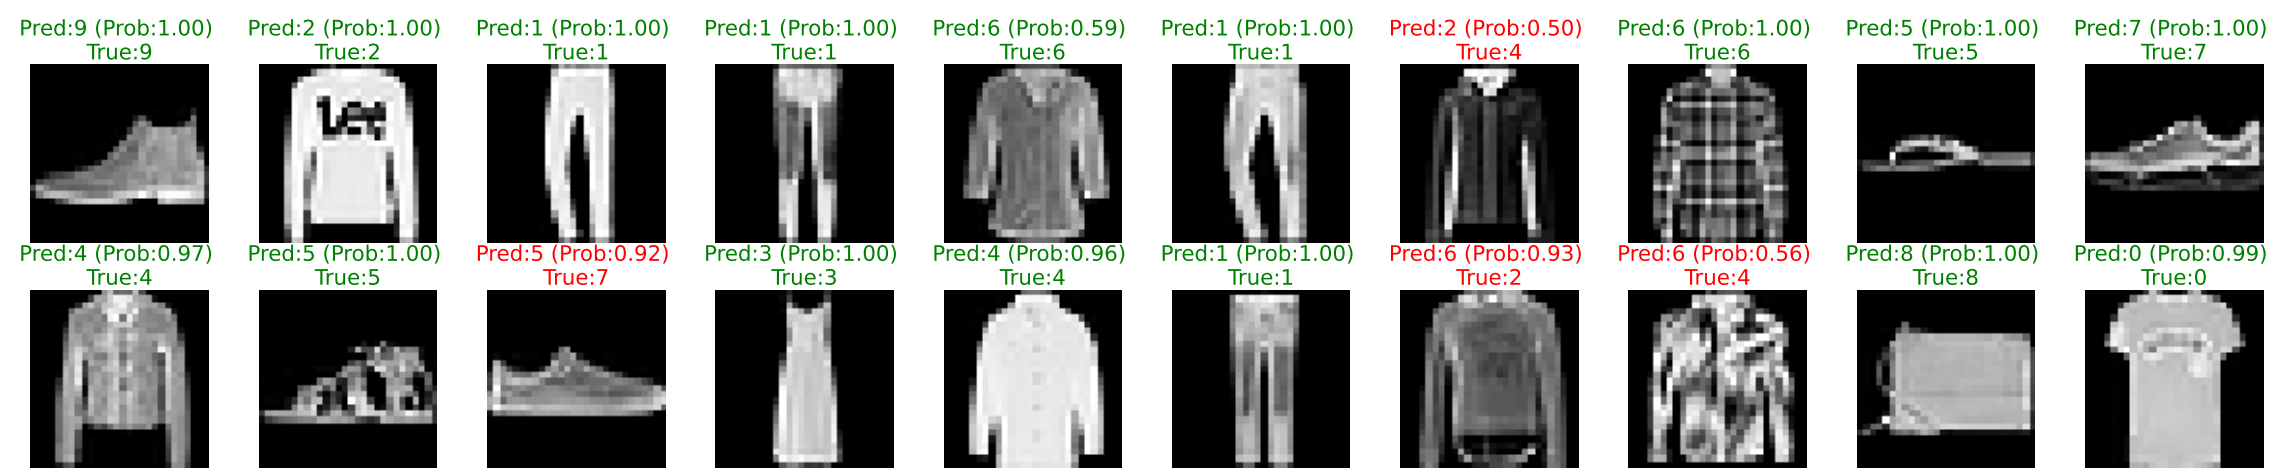 Pred:9 (Prob:1.00) Pred:2 (Prob:1.00) Pred:1 (Prob:1.00) Pred:1 (Prob:1.00) Pred:6 (Prob:0.59) Pred:1 (Prob:1.00) Pred:2 (Prob:0.50) Pred:6 (Prob:1.00) Pred:5 (Prob:1.00) Pred:7 (Prob:1.00)
True:9 True:2 True:1 True:1 True:6 True:1 True:4 True:6 True:5 True:7
Lee
Pred:4 (Prob:0.97) Pred:5 (Prob:1.00) Pred:5 (Prob:0.92) Pred:3 (Prob:1.00) Pred:4 (Prob:0.96) Pred:1 (Prob:1.00) Pred:6 (Prob:0.93) Pred:6 (Prob:0.56) Pred:8 (Prob:1.00) Pred:0 (Prob:0.99)
True:4 True:5 True:7 True:3 True:4 True:1 True:2 True:4 True:8 True:0